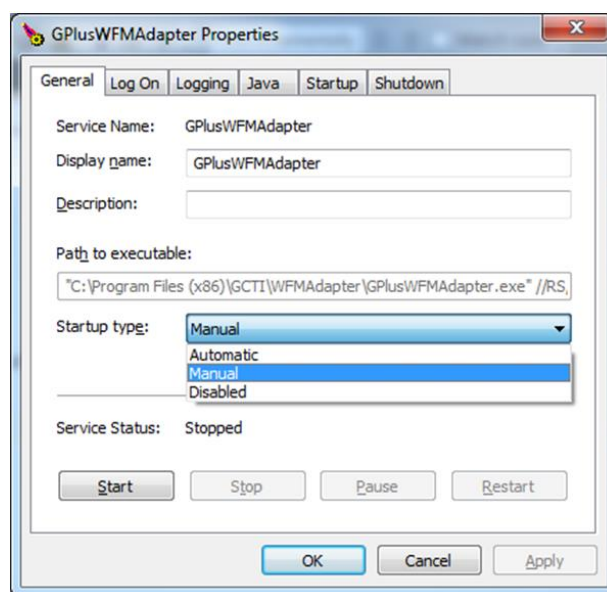 GPlusWFMAdapter Properties
General Log On Logging Java Startup Shutdown
Service Name: GPlusWFMAdapter
Display name: GPlusWFMAdapter
Description:
Path to executable:
"C:\Program Files (x86)\GCTI\WFMAdapter\GPlusWFMAdapter.exe" //RS,
Startup type: Manual
Automatic
Manual
Disabled
Service Status: Stopped
Start Stop Pause Restart
OK Cancel Apply